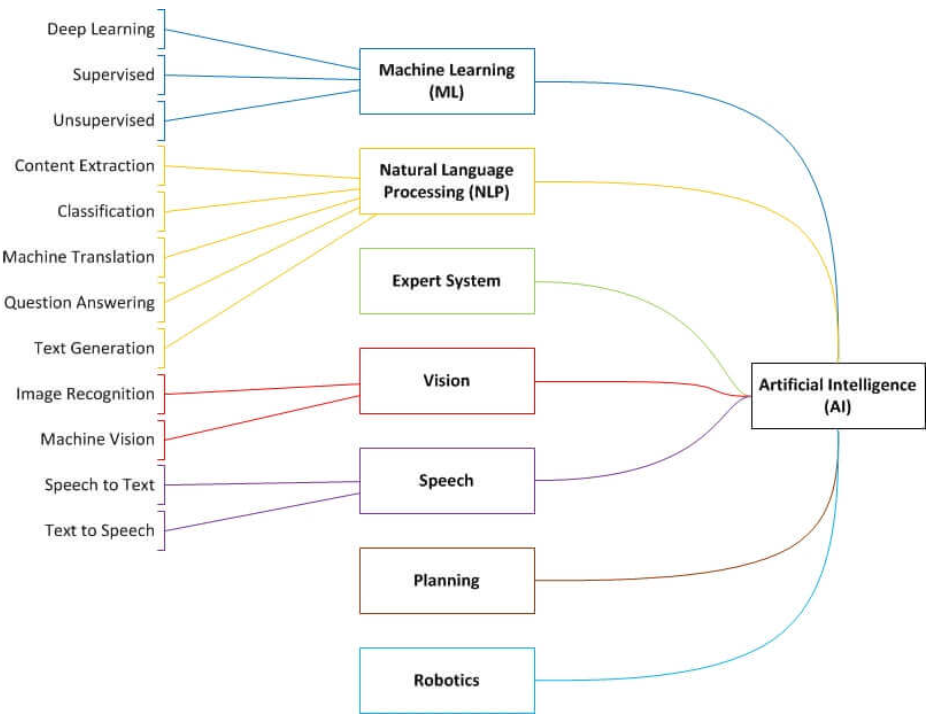 Deep Learning
Supervised
Unsupervised
Content Extraction
Classification
Machine Translation
Question Answering
Text Generation
Image Recognition
Machine Vision
Speech to Text
Text to Speech
Machine Learning
(ML)
Natural Language
Processing (NLP)
Expert System
Vision
Speech
Planning
Robotics
Artificial Intelligence
(AI)